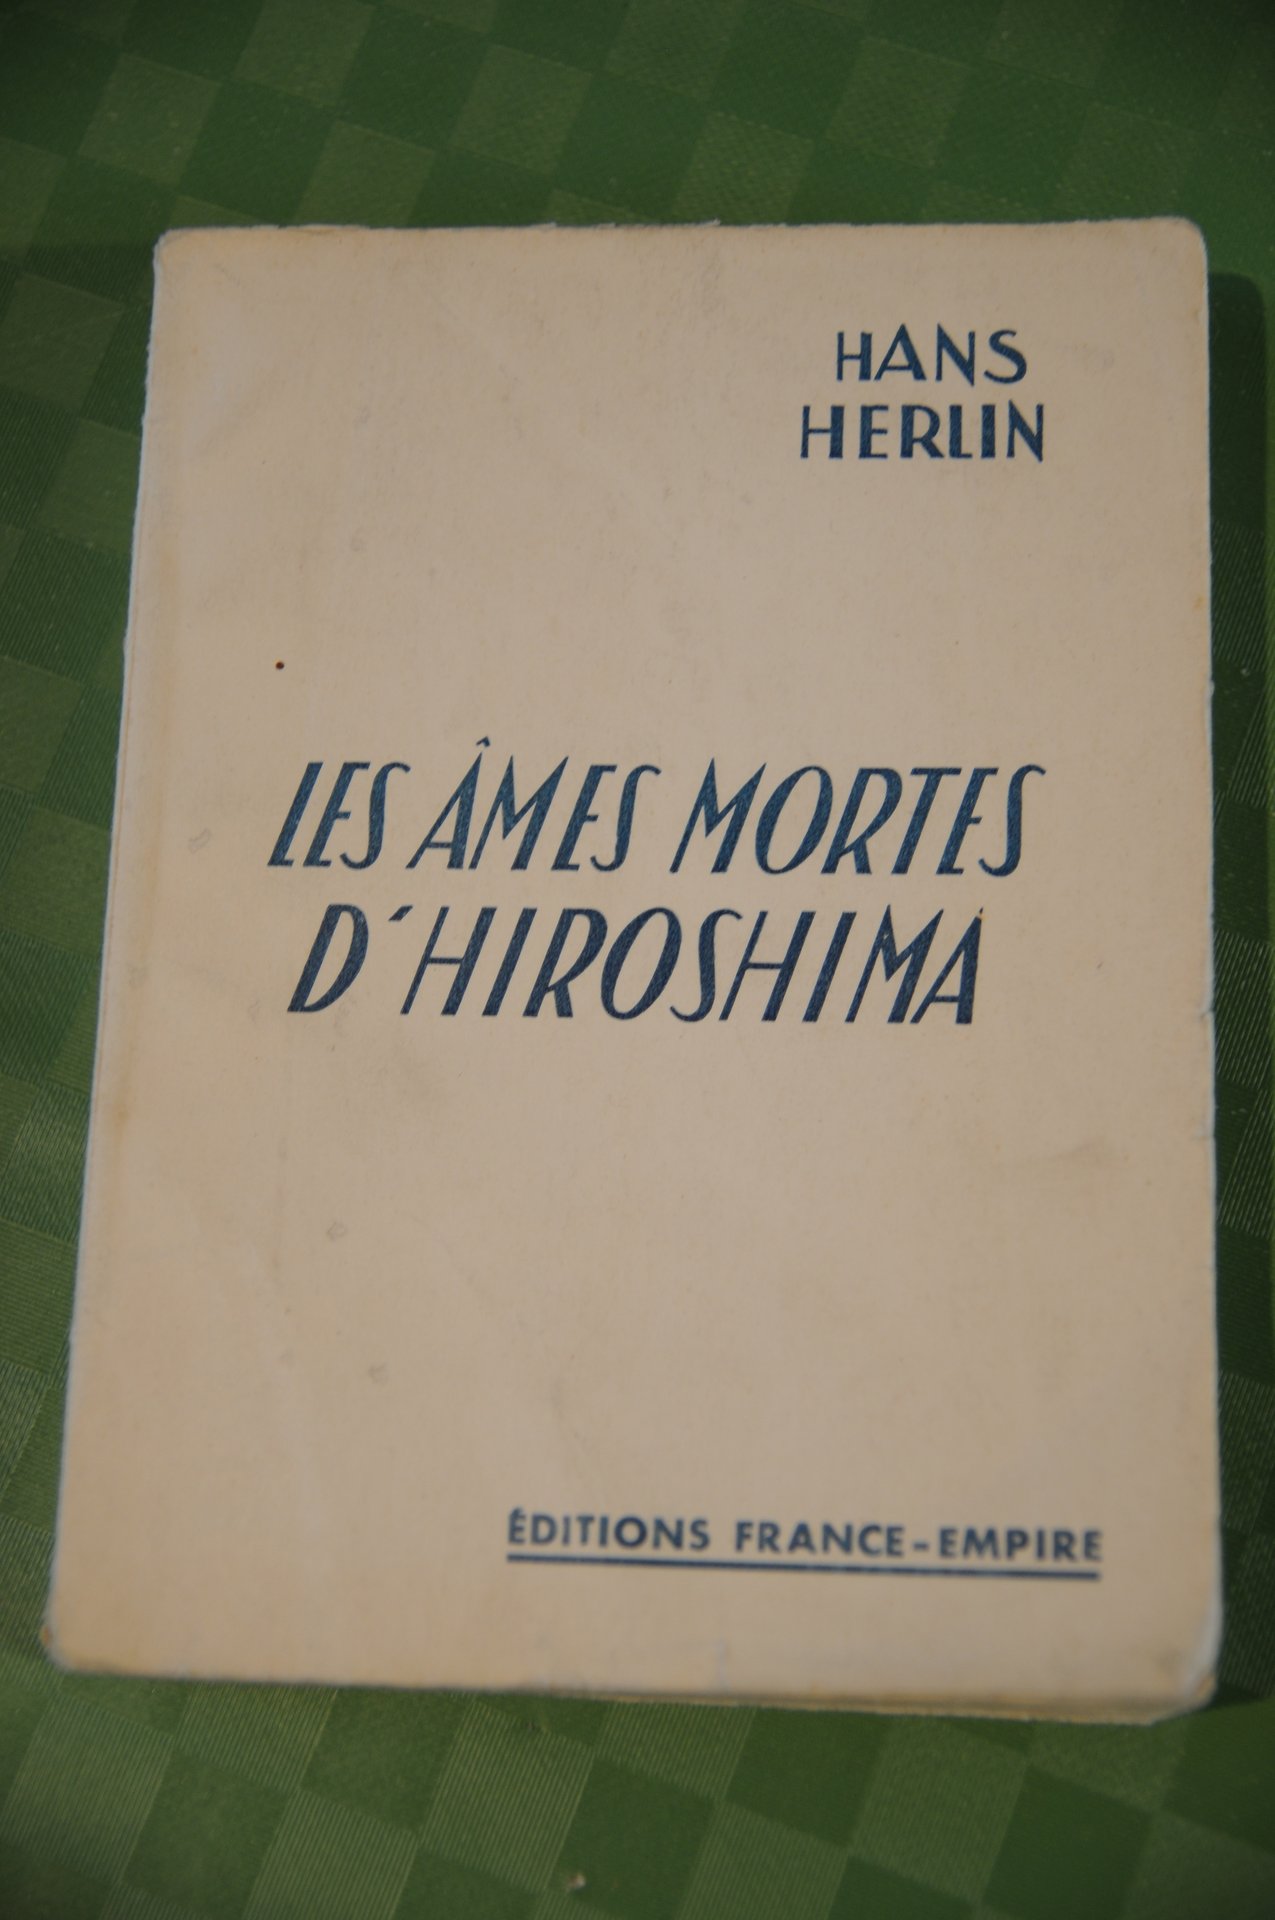 HANS
HERLIN
LES ÂMES MORTES
D'HIROSHIMA
ÉDITIONS FRANCE-EMPIRE